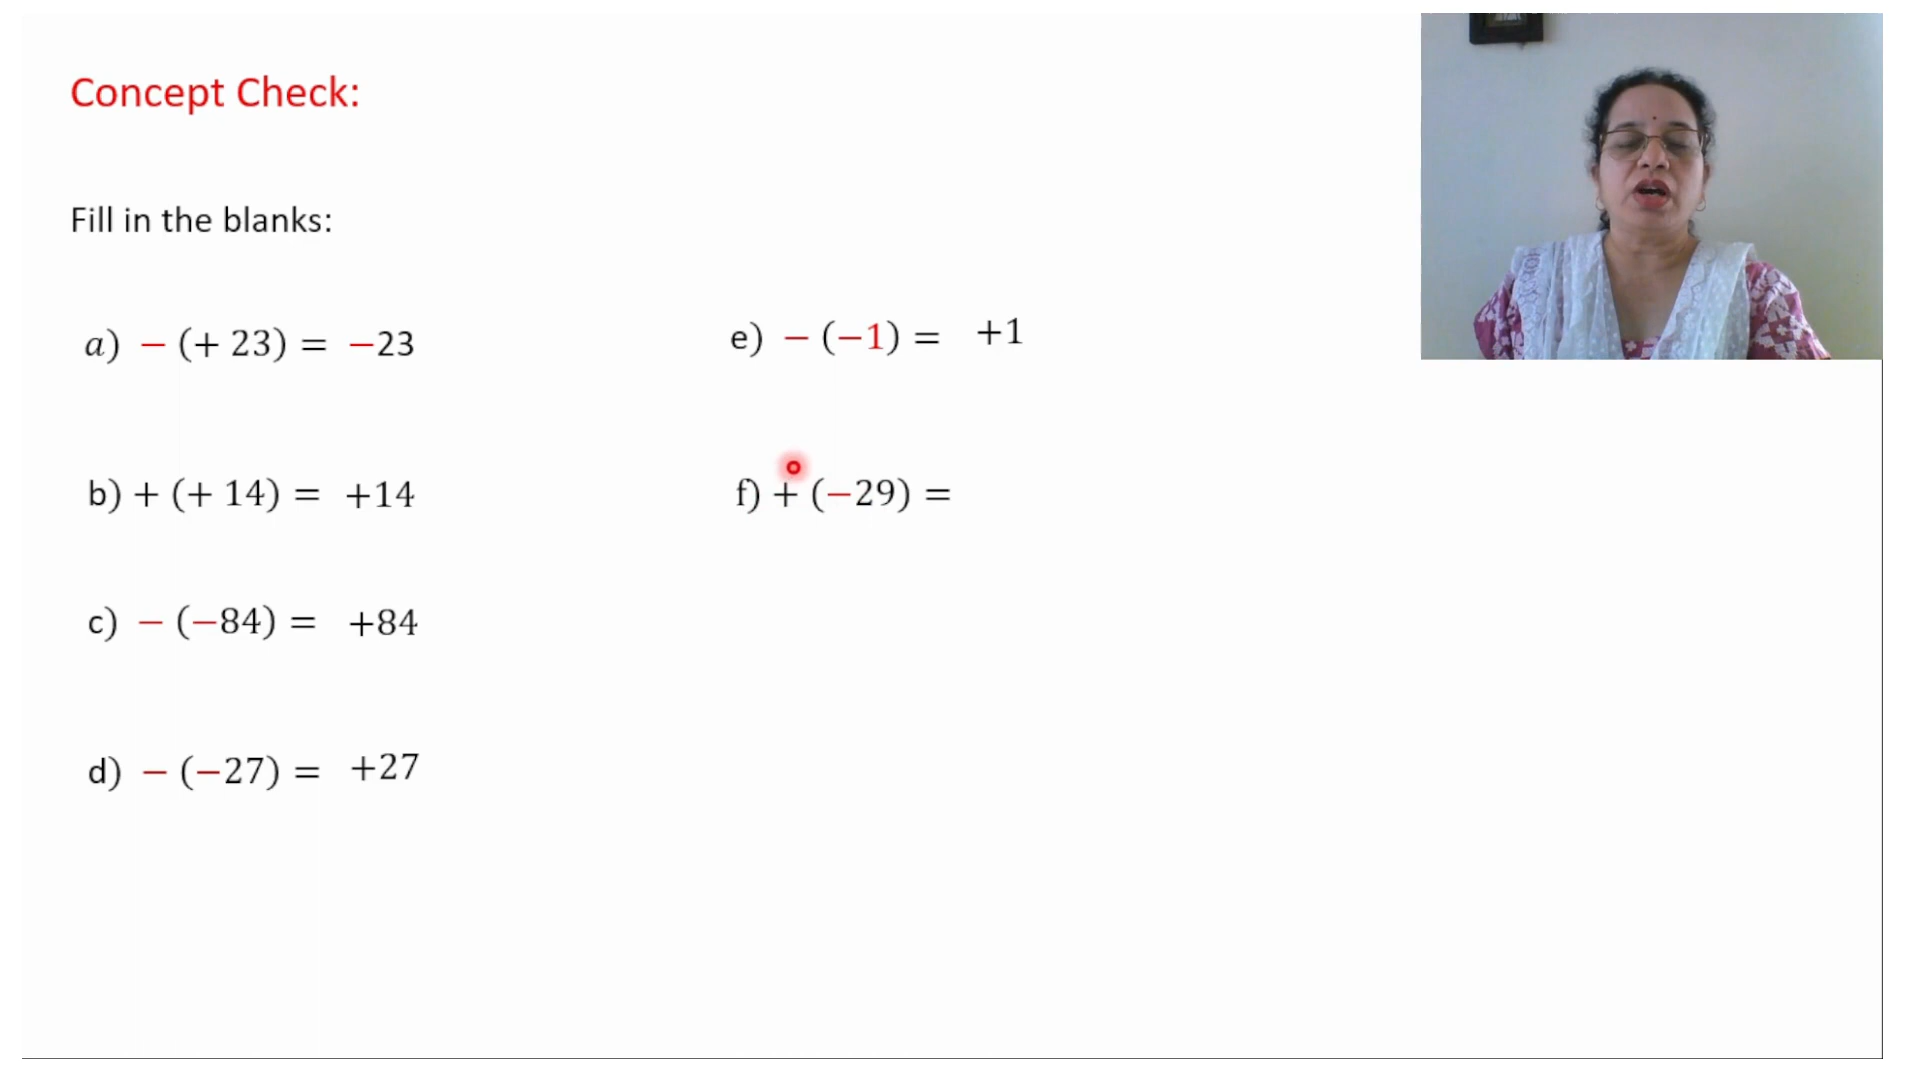 Concept Check:
Fill in the blanks:
a) − (+ 23) = −23
b) + (+ 14) = +14
c) − (−84) = +84
d) − (−27) = +27
e) − (−1) = +1
f) + (−29) =